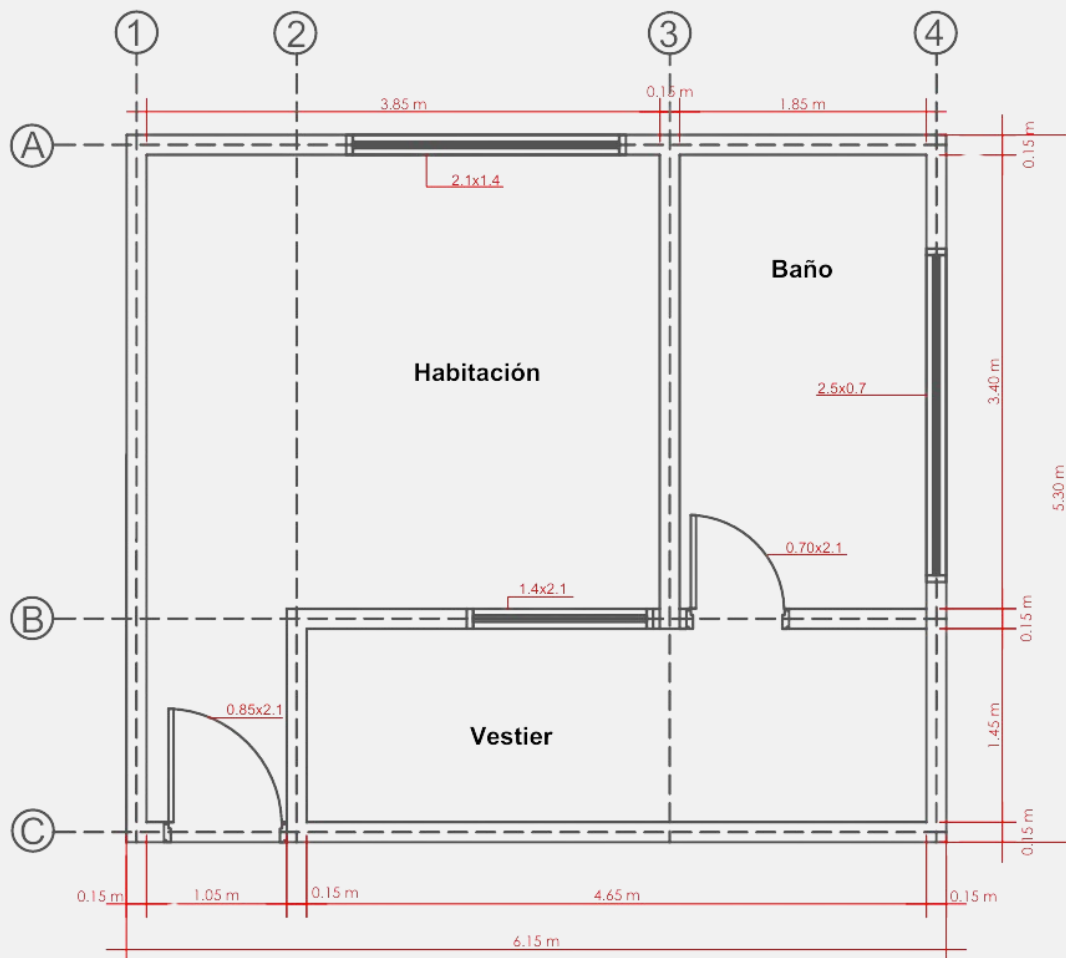 1 2 3 4
0.15 m
3.85 m 1.85 m
A
0.15 m
2.1x1.4
Baño
Habitación
2.5x0.7
3.40 m
5.30 m
0.70x2.1
1.4x2.1
B
0.15 m
0.85x2.1
Vestier
1.45 m
C
0.15 m
0.15 m 1.05 m 0.15 m 4.65 m 0.15 m
6.15 m